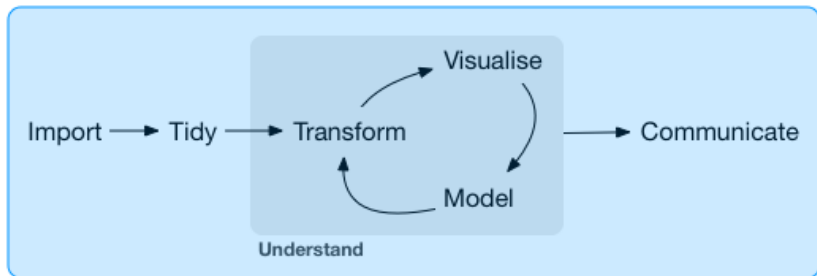 Visualise
Import Tidy Transform Communicate
Model
Understand